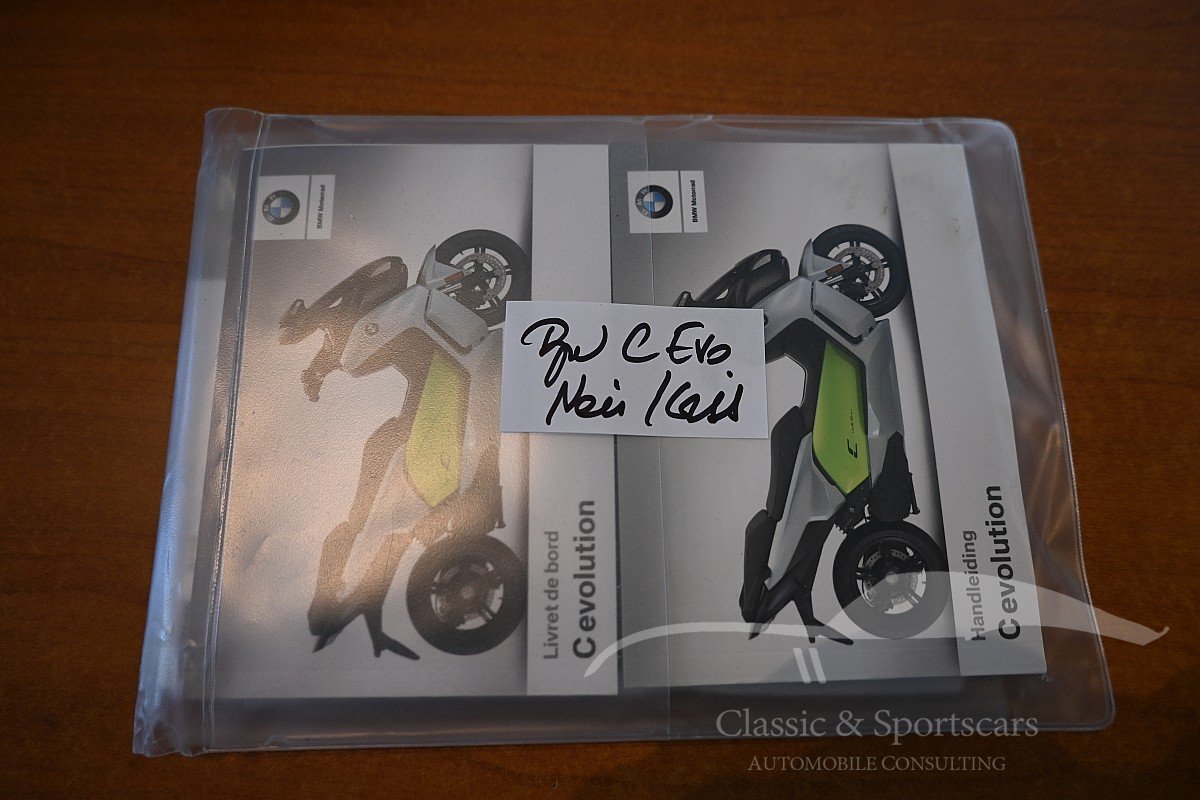 BMW Motorrad
BMW Motorrad
BMW C Evo
Livret de bord
C evolution
Handleiding
C evolution
Classic & Sportscars
AUTOMOBILE CONSULTING